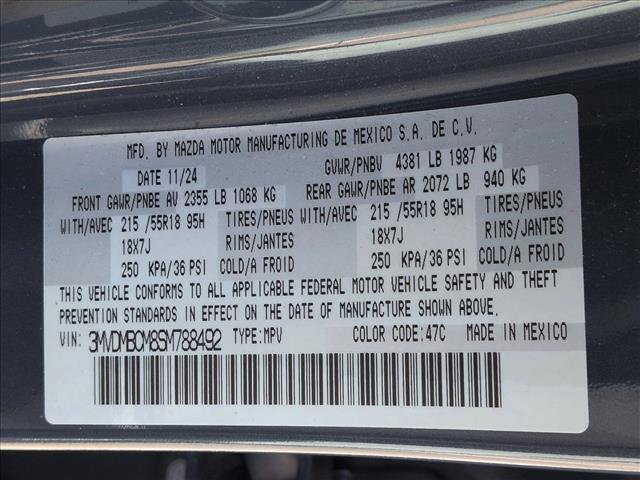 MFD. BY MAZDA MOTOR MANUFACTURING DE MEXICO S.A. DE C.V.
DATE 11/24 GVWR/PNBV 4381 LB 1987 KG
FRONT GAWR/PNBE AV 2355 LB 1068 KG REAR GAWR/PNBE AR 2072 LB 940 KG
WITH/AVEC 215 /55R18 95H TIRES/PNEUS WITH/AVEC 215 /55R18 95H TIRES/PNEUS
18X7J RIMS/JANTES 18X7J RIMS/JANTES
250 KPA/36 PSI COLD/A FROID 250 KPA/36 PSI COLD/A FROID
THIS VEHICLE CONFORMS TO ALL APPLICABLE FEDERAL MOTOR VEHICLE SAFETY AND THEFT
PREVENTION STANDARDS IN EFFECT ON THE DATE OF MANUFACTURE SHOWN ABOVE.
VIN: 3MVDMBCM8SM788492 TYPE:MPV COLOR CODE:47C MADE IN MEXICO